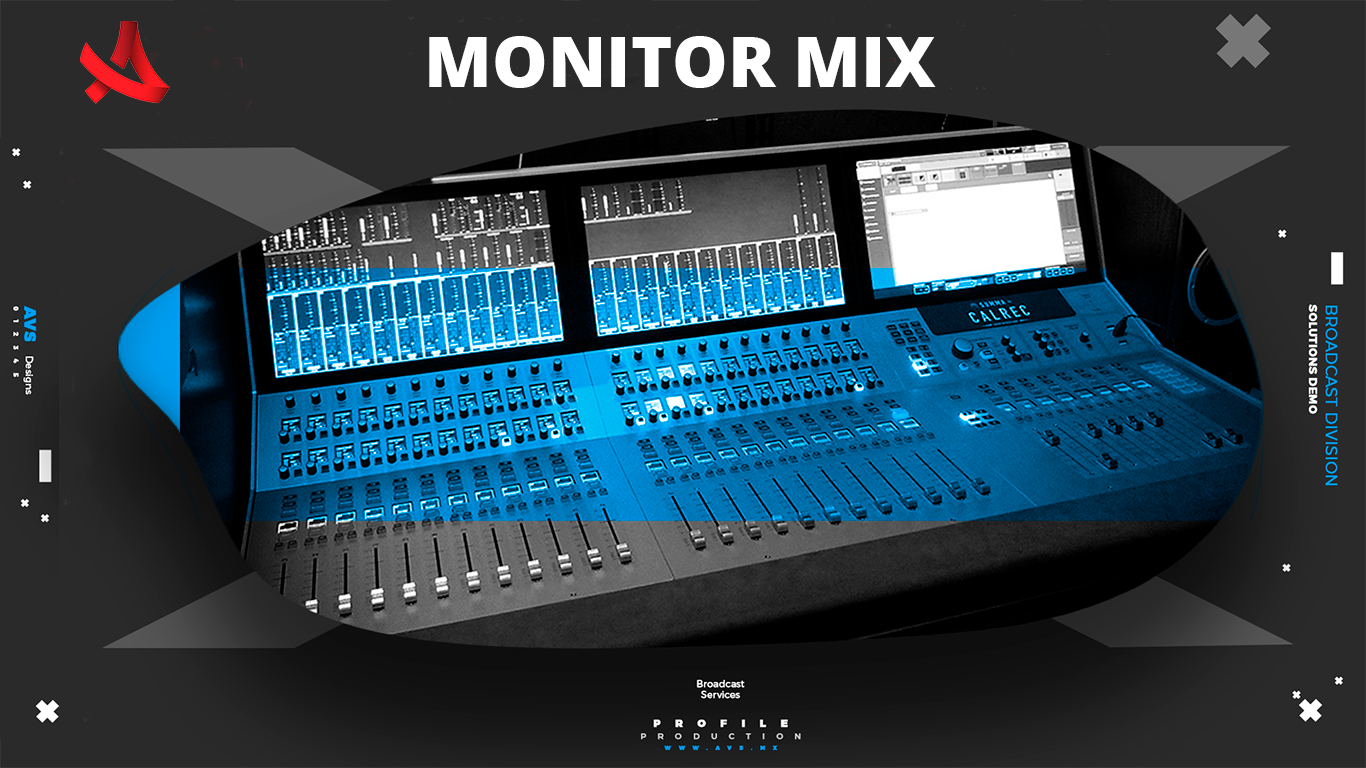 MONITOR MIX
SUMMA
CALREC
AVS Designs
0 1 2 3 4 5
BROADCAST DIVISION
SOLUTIONS DEMO
Broadcast
Services
PROFILE
PRODUCTION
WWW.AVS.MX